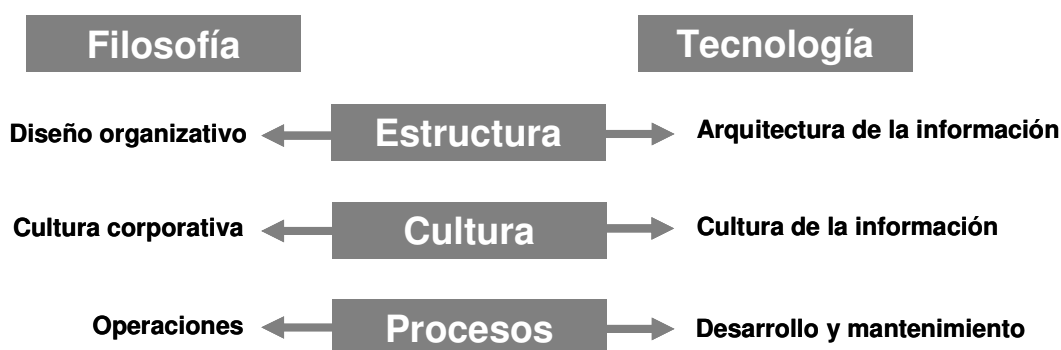 Filosofía
Tecnología
Diseño organizativo
Estructura
Arquitectura de la información
Cultura corporativa
Cultura
Cultura de la información
Operaciones
Procesos
Desarrollo y mantenimiento